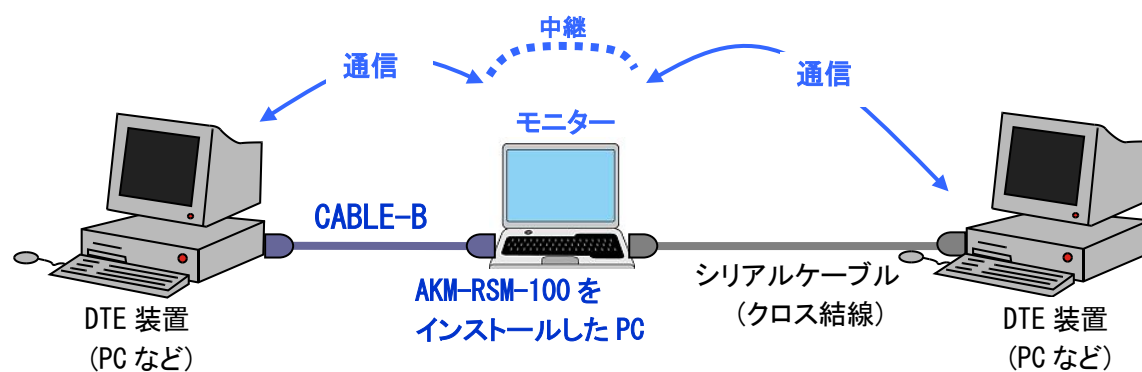 中継
通信
通信
モニター
CABLE-B
AKM-RSM-100 を
インストールした PC
シリアルケーブル
（クロス結線）
DTE 装置
（PC など）
DTE 装置
（PC など）